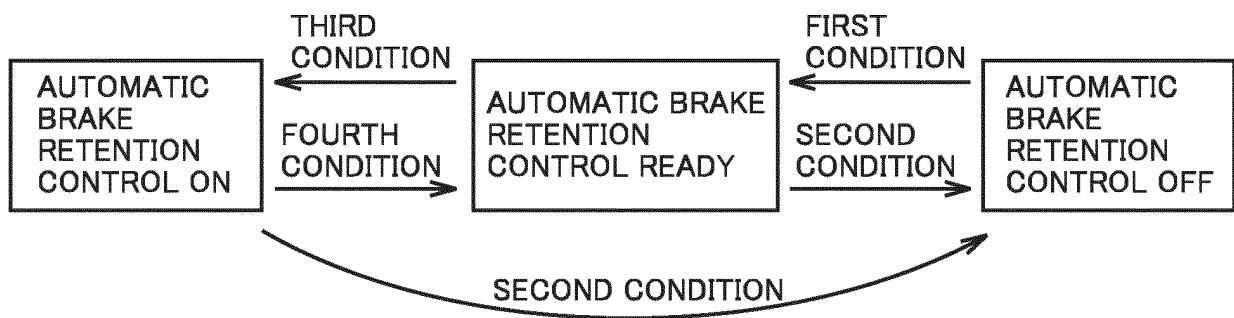 THIRD
CONDITION
FIRST
CONDITION
AUTOMATIC
BRAKE
RETENTION
CONTROL ON
FOURTH
CONDITION
AUTOMATIC BRAKE
RETENTION
CONTROL READY
SECOND
CONDITION
AUTOMATIC
BRAKE
RETENTION
CONTROL OFF
SECOND CONDITION